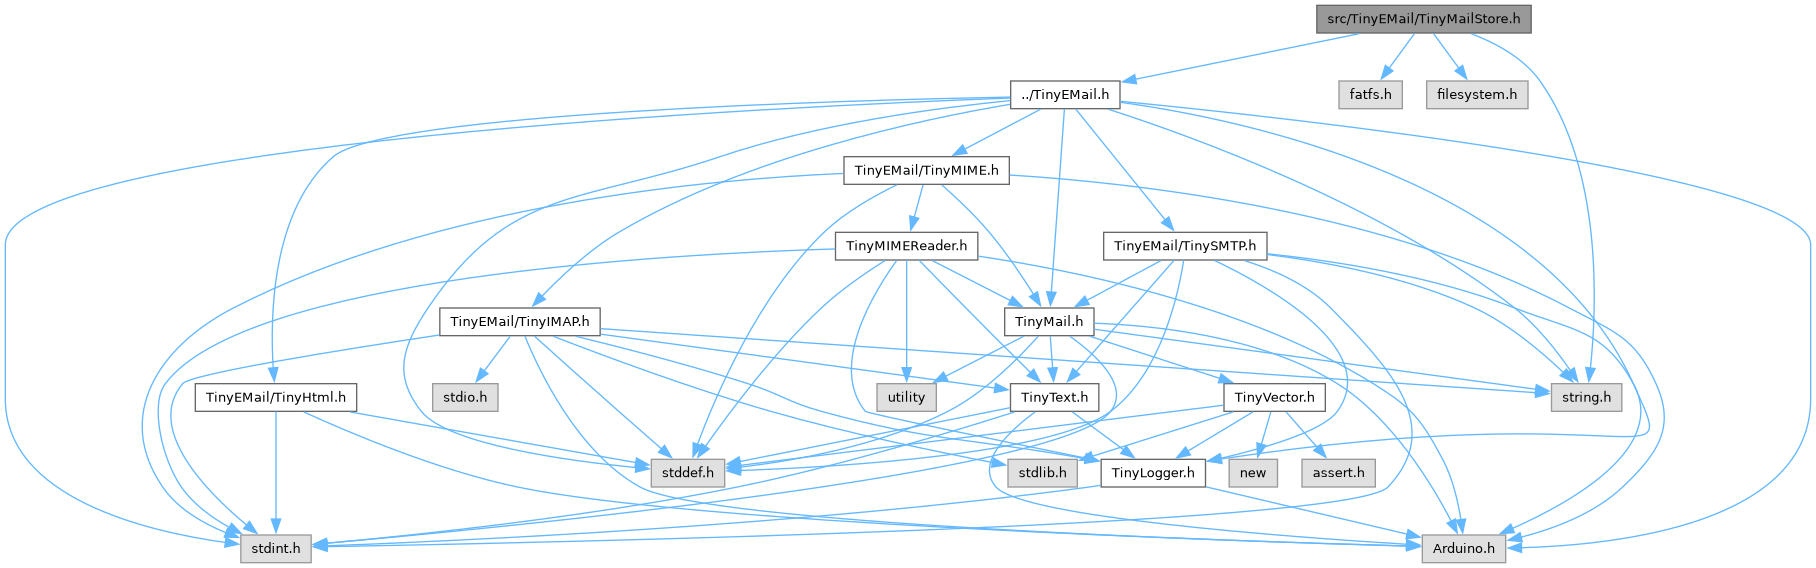 src/TinyEMail/TinyMailStore.h
../TinyEMail.h
fatfs.h
filesystem.h
TinyEMail/TinyMIME.h
TinyMIMEReader.h
TinyEMail/TinySMTP.h
TinyEMail/TinyIMAP.h
TinyMail.h
TinyEMail/TinyHtml.h
stdio.h
utility
TinyText.h
TinyVector.h
string.h
stddef.h
stdlib.h
TinyLogger.h
new
assert.h
stdint.h
Arduino.h